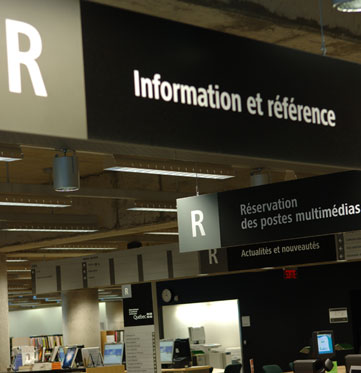 R
Information et référence
R
Réservation
des postes multimédias
R
Actualités et nouveautés
R
Québec